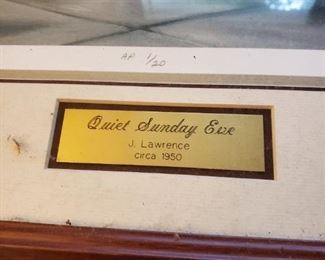 AP 1/20
Quiet Sunday Eve
J. Lawrence
circa 1950